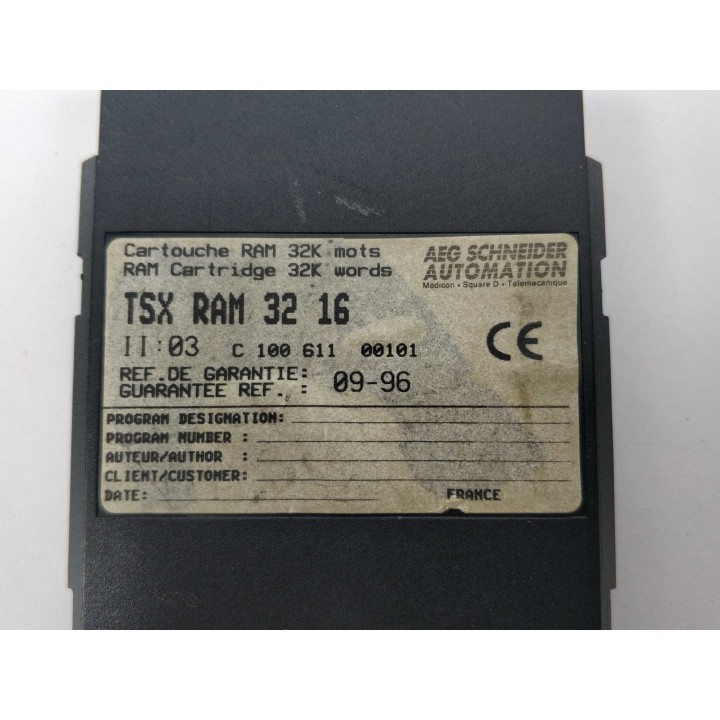 Cartouche RAM 32K mots
RAM Cartridge 32K words
AEG SCHNEIDER
AUTOMATION
Modicon • Square D • Telemecanique
TSX RAM 32 16
II:03 C 100 611 00101
CE
REF.DE GARANTIE:
GUARANTEE REF. :
09-96
PROGRAM DESIGNATION:
PROGRAM NUMBER :
AUTEUR/AUTHOR :
CLIENT/CUSTOMER:
DATE:
FRANCE